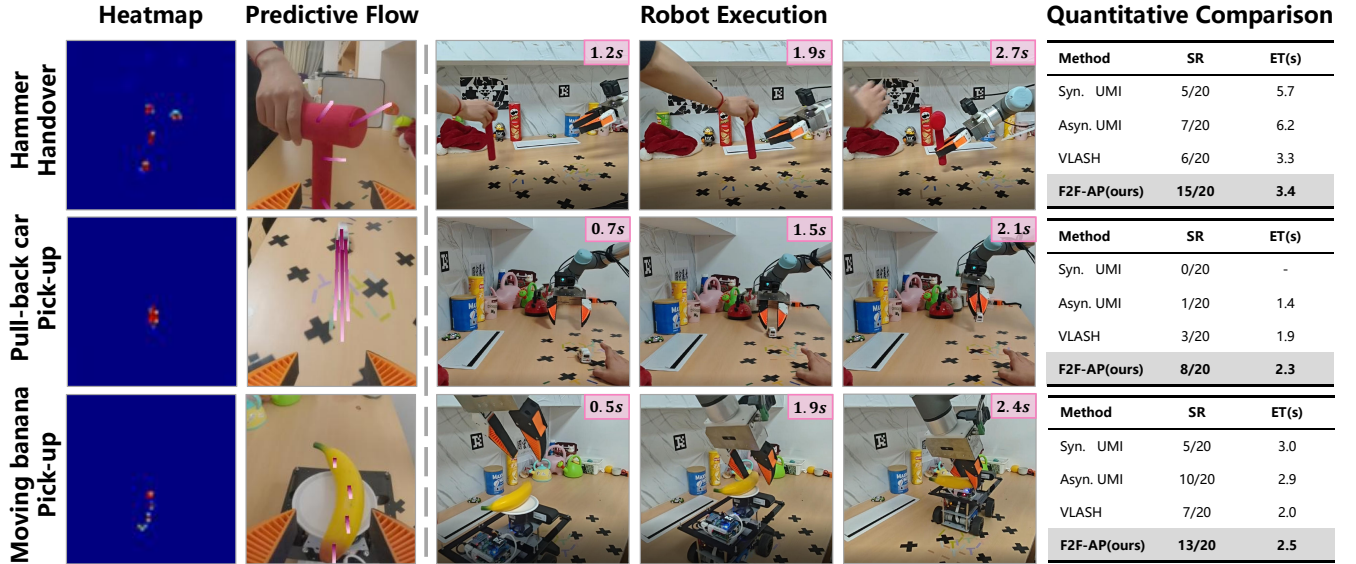 Heatmap Predictive Flow Robot Execution Quantitative Comparison
Hammer
Handover
1.2s 1.9s 2.7s
Method SR ET(s)
Syn. UMI 5/20 5.7
Asyn. UMI 7/20 6.2
VLASH 6/20 3.3
F2F-AP(ours) 15/20 3.4
Pull-back car
Pick-up
0.7s 1.5s 2.1s
Method SR ET(s)
Syn. UMI 0/20 -
Asyn. UMI 1/20 1.4
VLASH 3/20 1.9
F2F-AP(ours) 8/20 2.3
Moving banana
Pick-up
0.5s 1.9s 2.4s
Method SR ET(s)
Syn. UMI 5/20 3.0
Asyn. UMI 10/20 2.9
VLASH 7/20 2.0
F2F-AP(ours) 13/20 2.5